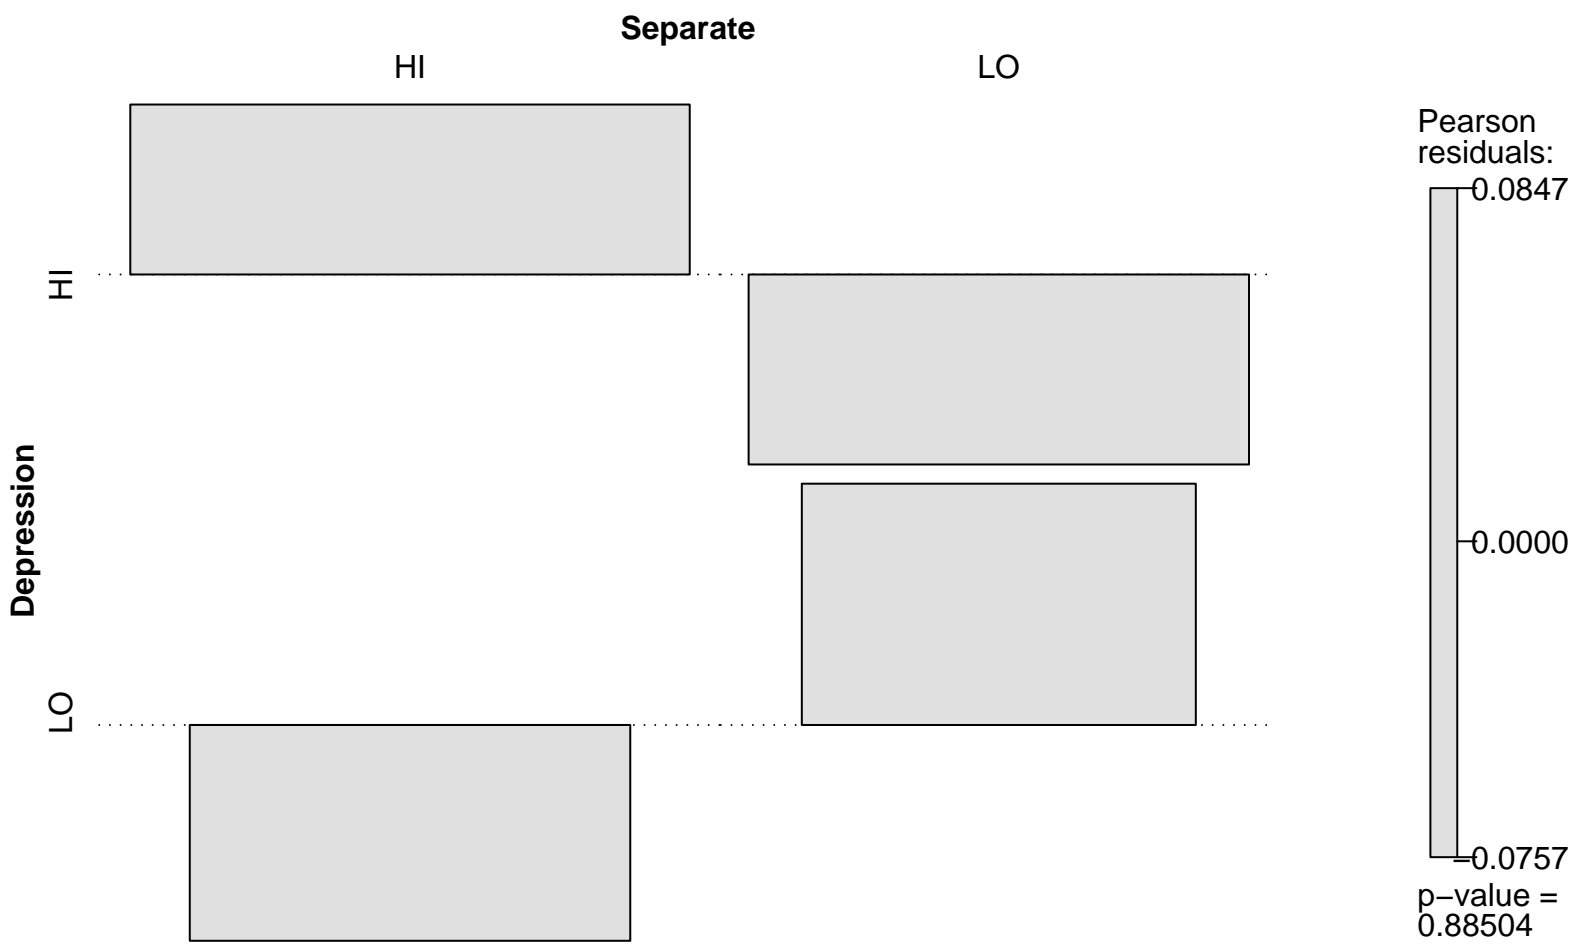 Separate
HI
LO
Pearson
residuals:
0.0847
HI
0.0000
Depression
LO
−0.0757
p−value =
0.88504